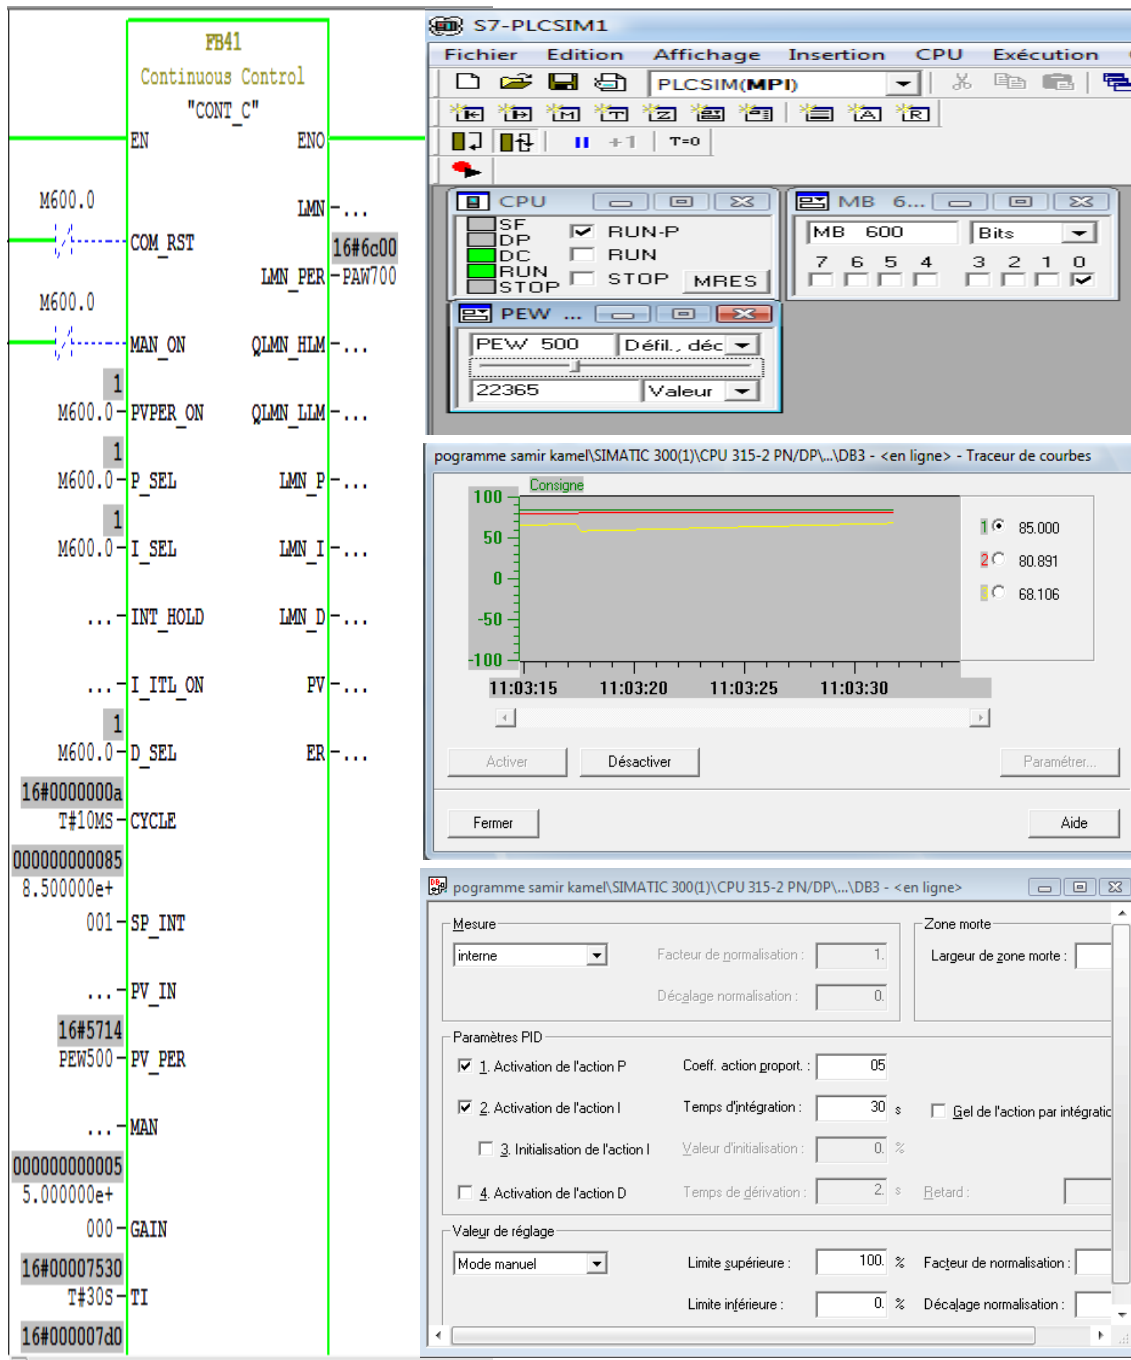 FB41
Continuous Control
"CONT_C"
EN
ENO
M600.0
LMN
...
COM_RST
16#6c00
LMN_PER
PAW700
M600.0
MAN_ON
QLMN_HLM
...
1
M600.0
PVPER_ON
QLMN_LLM
...
1
M600.0
P_SEL
LMN_P
...
1
M600.0
I_SEL
LMN_I
...
...
INT_HOLD
LMN_D
...
...
I_ITL_ON
PV
...
1
M600.0
D_SEL
ER
...
16#0000000a
T#10MS
CYCLE
000000000085
8.500000e+
001
SP_INT
...
PV_IN
16#5714
PEW500
PV_PER
...
MAN
000000000005
5.000000e+
000
GAIN
16#00007530
T#30S
TI
16#000007d0
S7-PLCSIM1
Fichier Edition Affichage Insertion CPU Exécution
PLCSIM(MPI)
+1 T=0
CPU
SF
DP
DC
RUN
STOP
RUN-P
RUN
STOP
MRES
MB 6...
MB 600
Bits
7 6 5 4 3 2 1 0
PEW ...
PEW 500
Défil., déc
22365
Valeur
pogramme samir kamel\SIMATIC 300(1)\CPU 315-2 PN/DP\...\DB3 - <en ligne> - Traceur de courbes
Consigne
100
50
0
-50
-100
11:03:15 11:03:20 11:03:25 11:03:30
1 85.000
2 80.891
3 68.106
Activer
Désactiver
Paramétrer...
Fermer
Aide
pogramme samir kamel\SIMATIC 300(1)\CPU 315-2 PN/DP\...\DB3 - <en ligne>
Mesure
interne
Facteur de normalisation : 1.
Décalage normalisation : 0.
Zone morte
Largeur de zone morte :
Paramètres PID
1. Activation de l'action P
Coeff. action proport. : 05
2. Activation de l'action I
Temps d'intégration : 30 s
Gel de l'action par intégratic
3. Initialisation de l'action I
Valeur d'initialisation : 0. %
4. Activation de l'action D
Temps de dérivation : 2. s
Retard :
Valeur de réglage
Mode manuel
Limite supérieure : 100. %
Facteur de normalisation :
Limite inférieure : 0. %
Décalage normalisation :